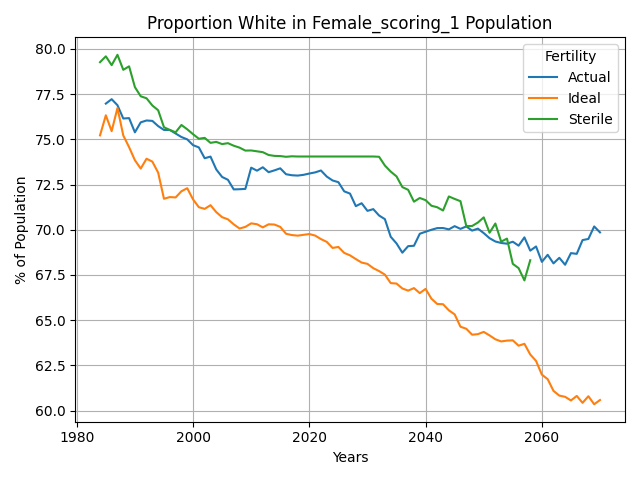 Proportion White in Female_scoring_1 Population
Fertility
Actual
Ideal
Sterile
% of Population
80.0
77.5
75.0
72.5
70.0
67.5
65.0
62.5
60.0
1980
2000
2020
2040
2060
Years